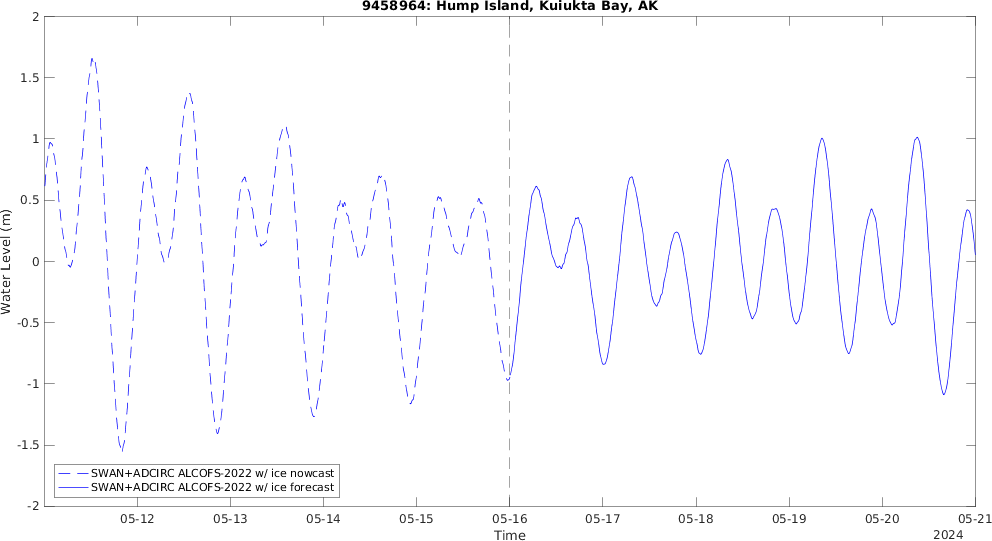 9458964: Hump Island, Kuiukta Bay, AK
2
1.5
1
0.5
0
-0.5
-1
-1.5
-2
Water Level (m)
SWAN+ADCIRC ALCOFS-2022 w/ ice nowcast
SWAN+ADCIRC ALCOFS-2022 w/ ice forecast
05-12 05-13 05-14 05-15 05-16 05-17 05-18 05-19 05-20 05-21
Time
2024